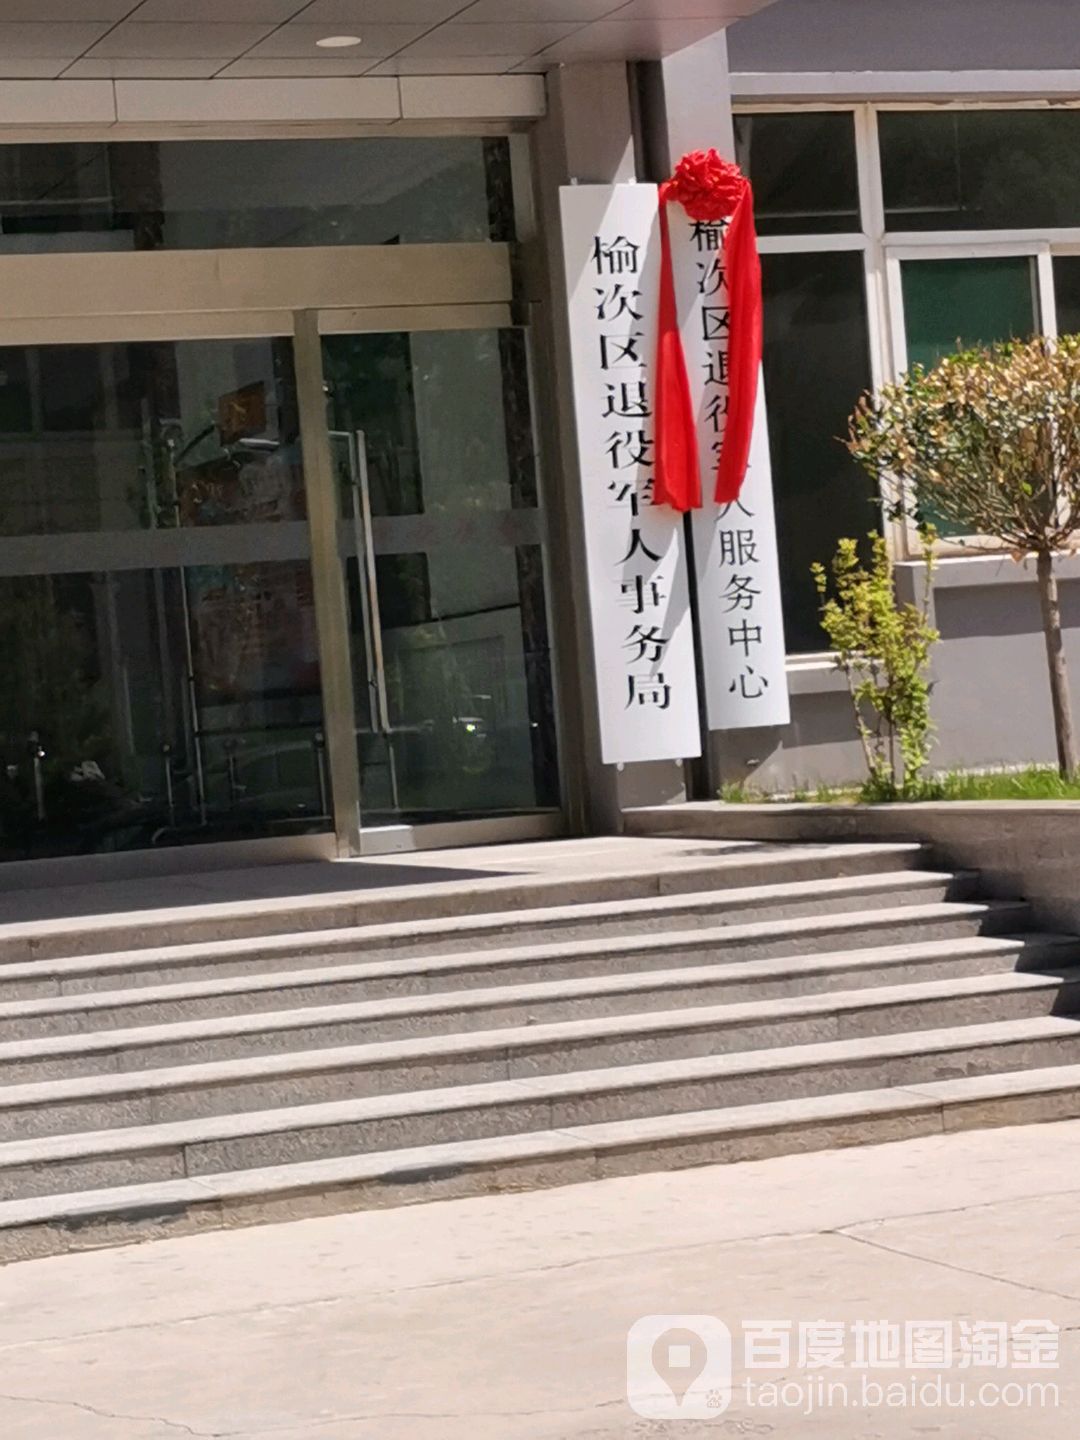 榆次区退役军人事务局
榆次区退役军人服务中心
百度地图淘金
taojin.baidu.com